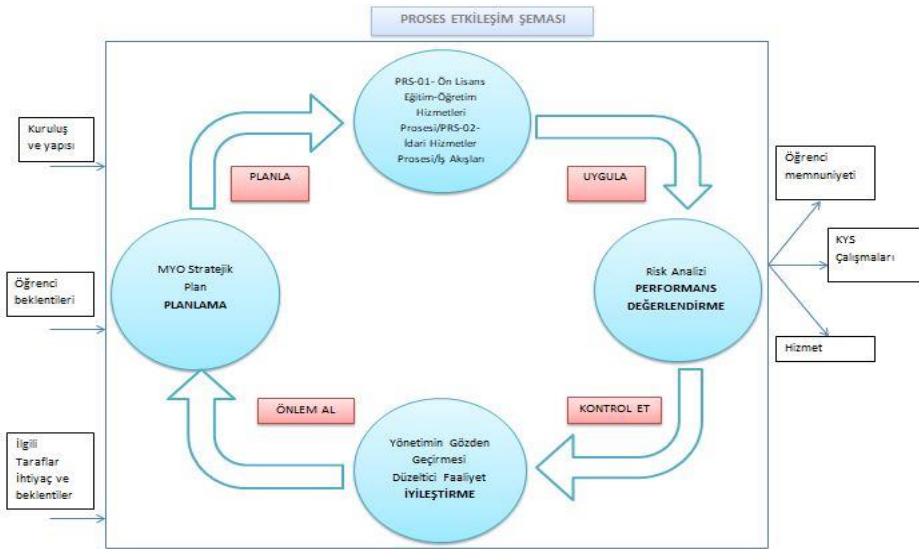 PROSES ETKİLEŞİM ŞEMASI
PRS-01- Ön Lisans
Eğitim-Öğretim
Hizmetleri
Prosesi/PRS-02-
İdari Hizmetler
Prosesi/İş Akışları
Kuruluş
ve yapısı
PLANLA
UYGULA
Öğrenci
memnuniyeti
KYS
Çalışmaları
Öğrenci
beklentileri
MYO Stratejik
Plan
PLANLAMA
Risk Analizi
PERFORMANS
DEĞERLENDİRME
Hizmet
ÖNLEM AL
KONTROL ET
İlgili
Taraflar
İhtiyaç ve
beklentiler
Yönetimin Gözden
Geçirmesi
Düzeltici Faaliyet
İYİLEŞTİRME